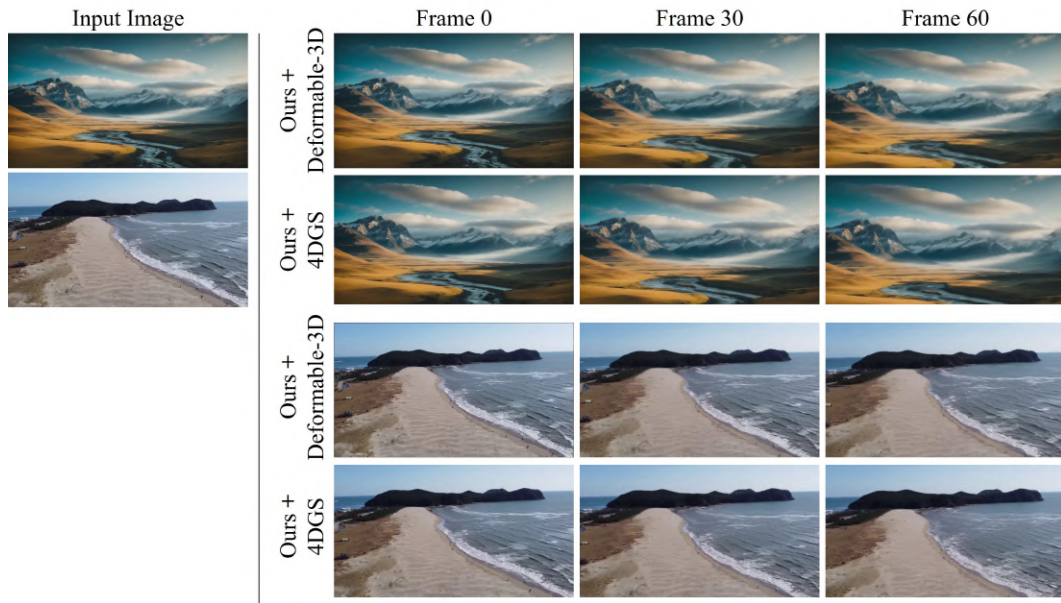 Input Image
Frame 0
Frame 30
Frame 60
Ours +
Deformable-3D
Ours +
4DGS
Ours +
Deformable-3D
Ours +
4DGS